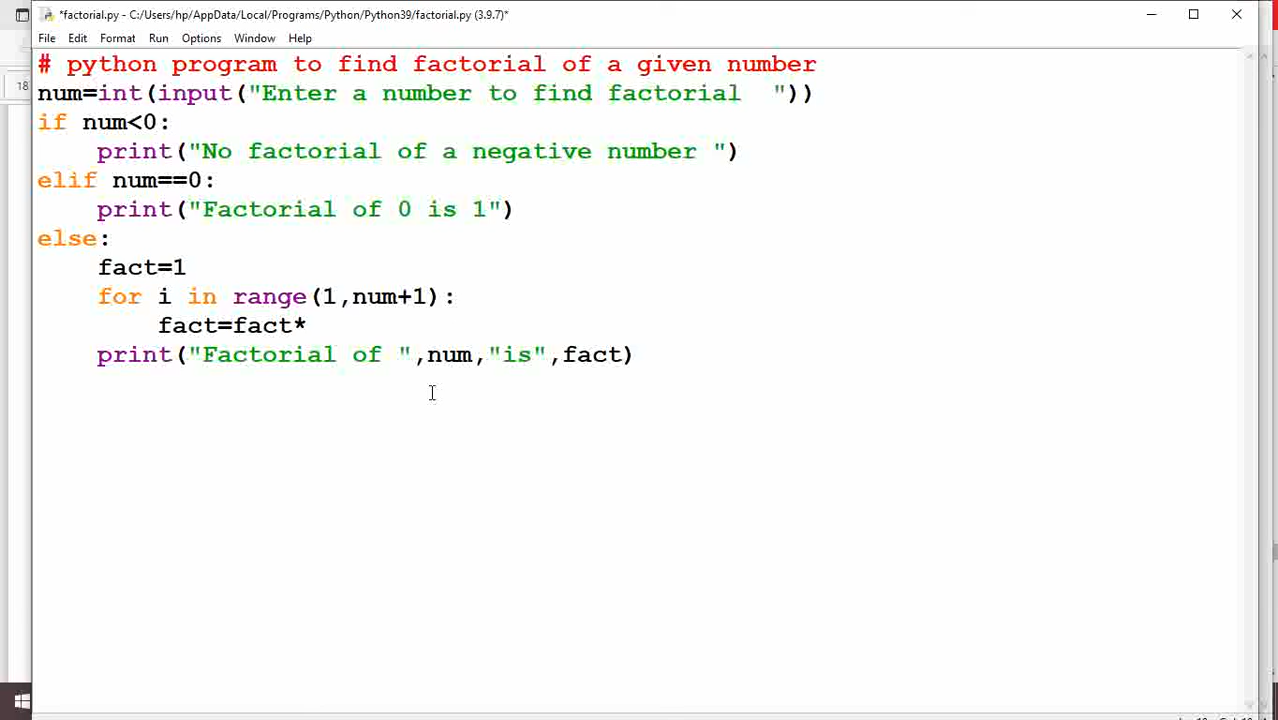 *factorial.py - C:/Users/hp/AppData/Local/Programs/Python/Python39/factorial.py (3.9.7)*
File Edit Format Run Options Window Help
18
# python program to find factorial of a given number
num=int(input("Enter a number to find factorial  "))
if num<0:
    print("No factorial of a negative number ")
elif num==0:
    print("Factorial of 0 is 1")
else:
    fact=1
    for i in range(1,num+1):
        fact=fact*
    print("Factorial of ",num,"is",fact)